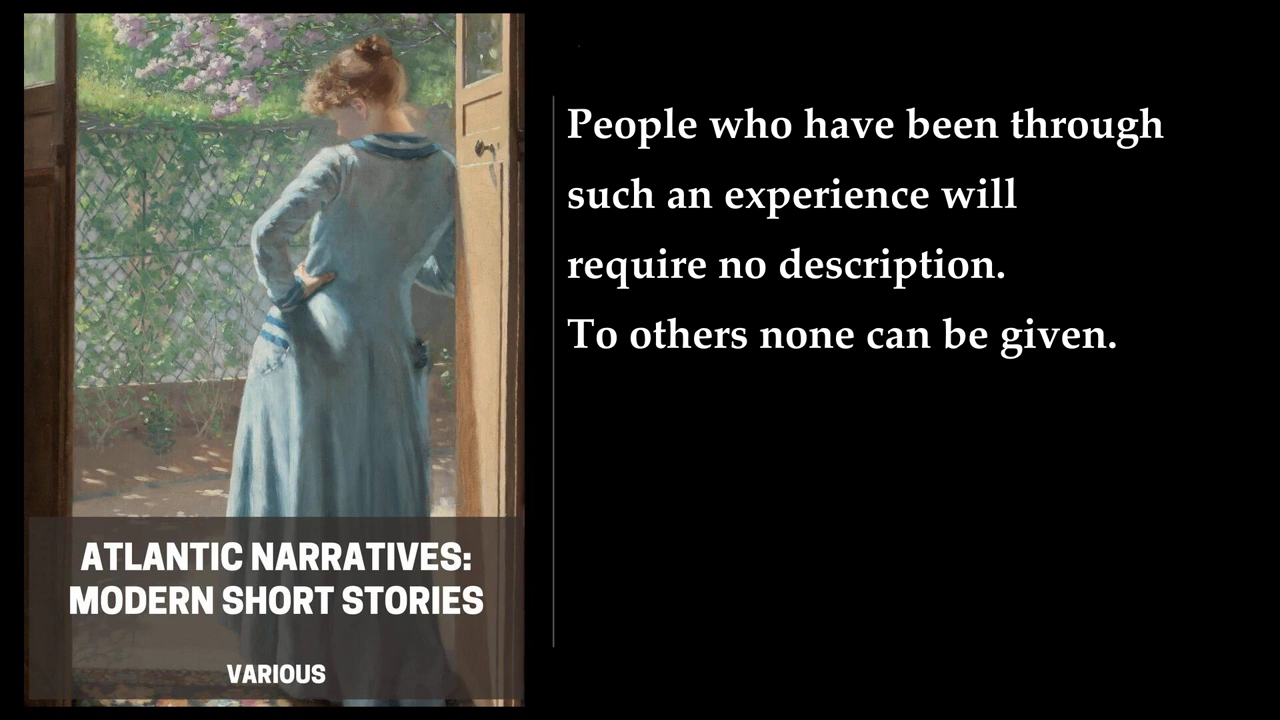 People who have been through
such an experience will
require no description.
To others none can be given.
ATLANTIC NARRATIVES:
MODERN SHORT STORIES
VARIOUS